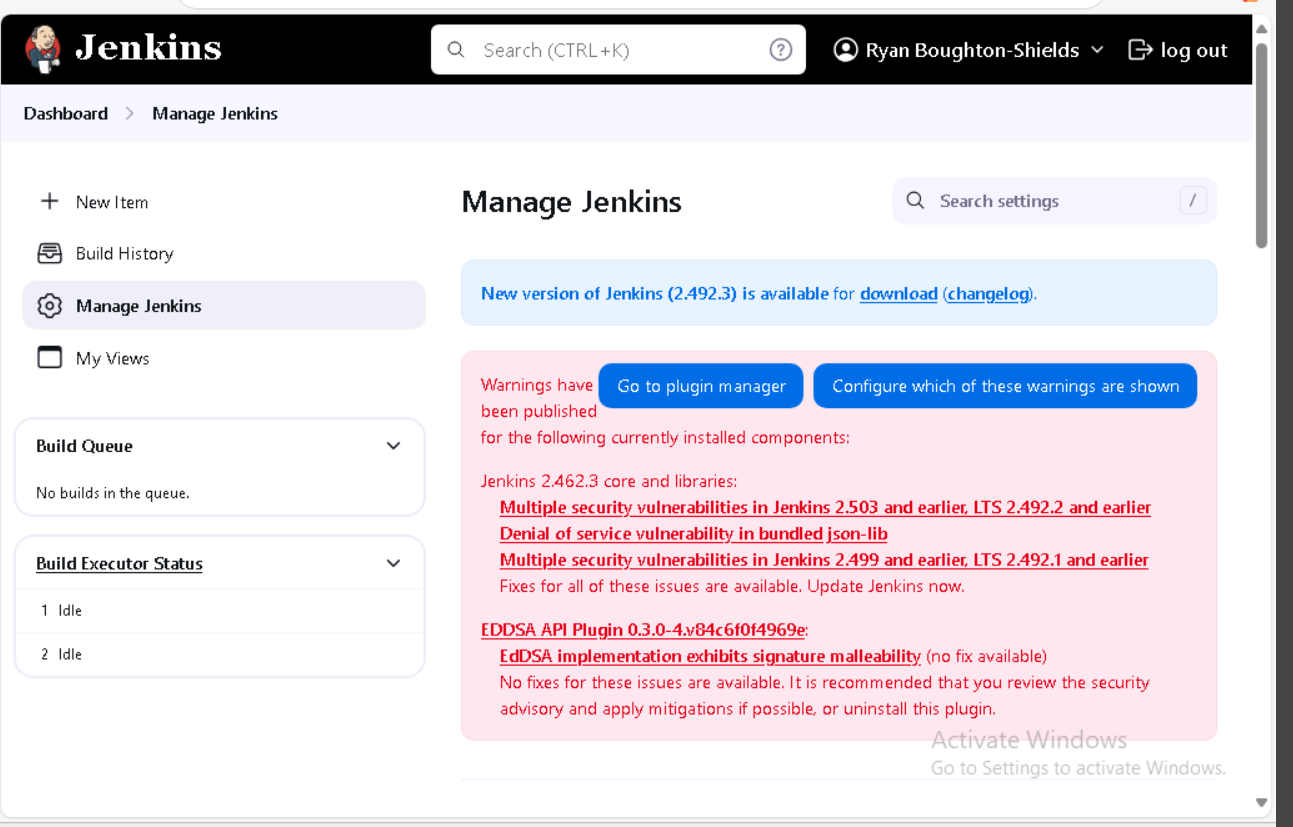 Jenkins
Search (CTRL+K)
?
Ryan Boughton-Shields
log out
Dashboard > Manage Jenkins
New Item
Build History
Manage Jenkins
My Views
Build Queue
No builds in the queue.
Build Executor Status
1 Idle
2 Idle
Manage Jenkins
Search settings
/
New version of Jenkins (2.492.3) is available for download (changelog).
Go to plugin manager
Configure which of these warnings are shown
Warnings have
been published
for the following currently installed components:
Jenkins 2.462.3 core and libraries:
Multiple security vulnerabilities in Jenkins 2.503 and earlier, LTS 2.492.2 and earlier
Denial of service vulnerability in bundled json-lib
Multiple security vulnerabilities in Jenkins 2.499 and earlier, LTS 2.492.1 and earlier
Fixes for all of these issues are available. Update Jenkins now.
EDDSA API Plugin 0.3.0-4.v84c6f0f4969e:
EdDSA implementation exhibits signature malleability (no fix available)
No fixes for these issues are available. It is recommended that you review the security
advisory and apply mitigations if possible, or uninstall this plugin.
Activate Windows
Go to Settings to activate Windows.